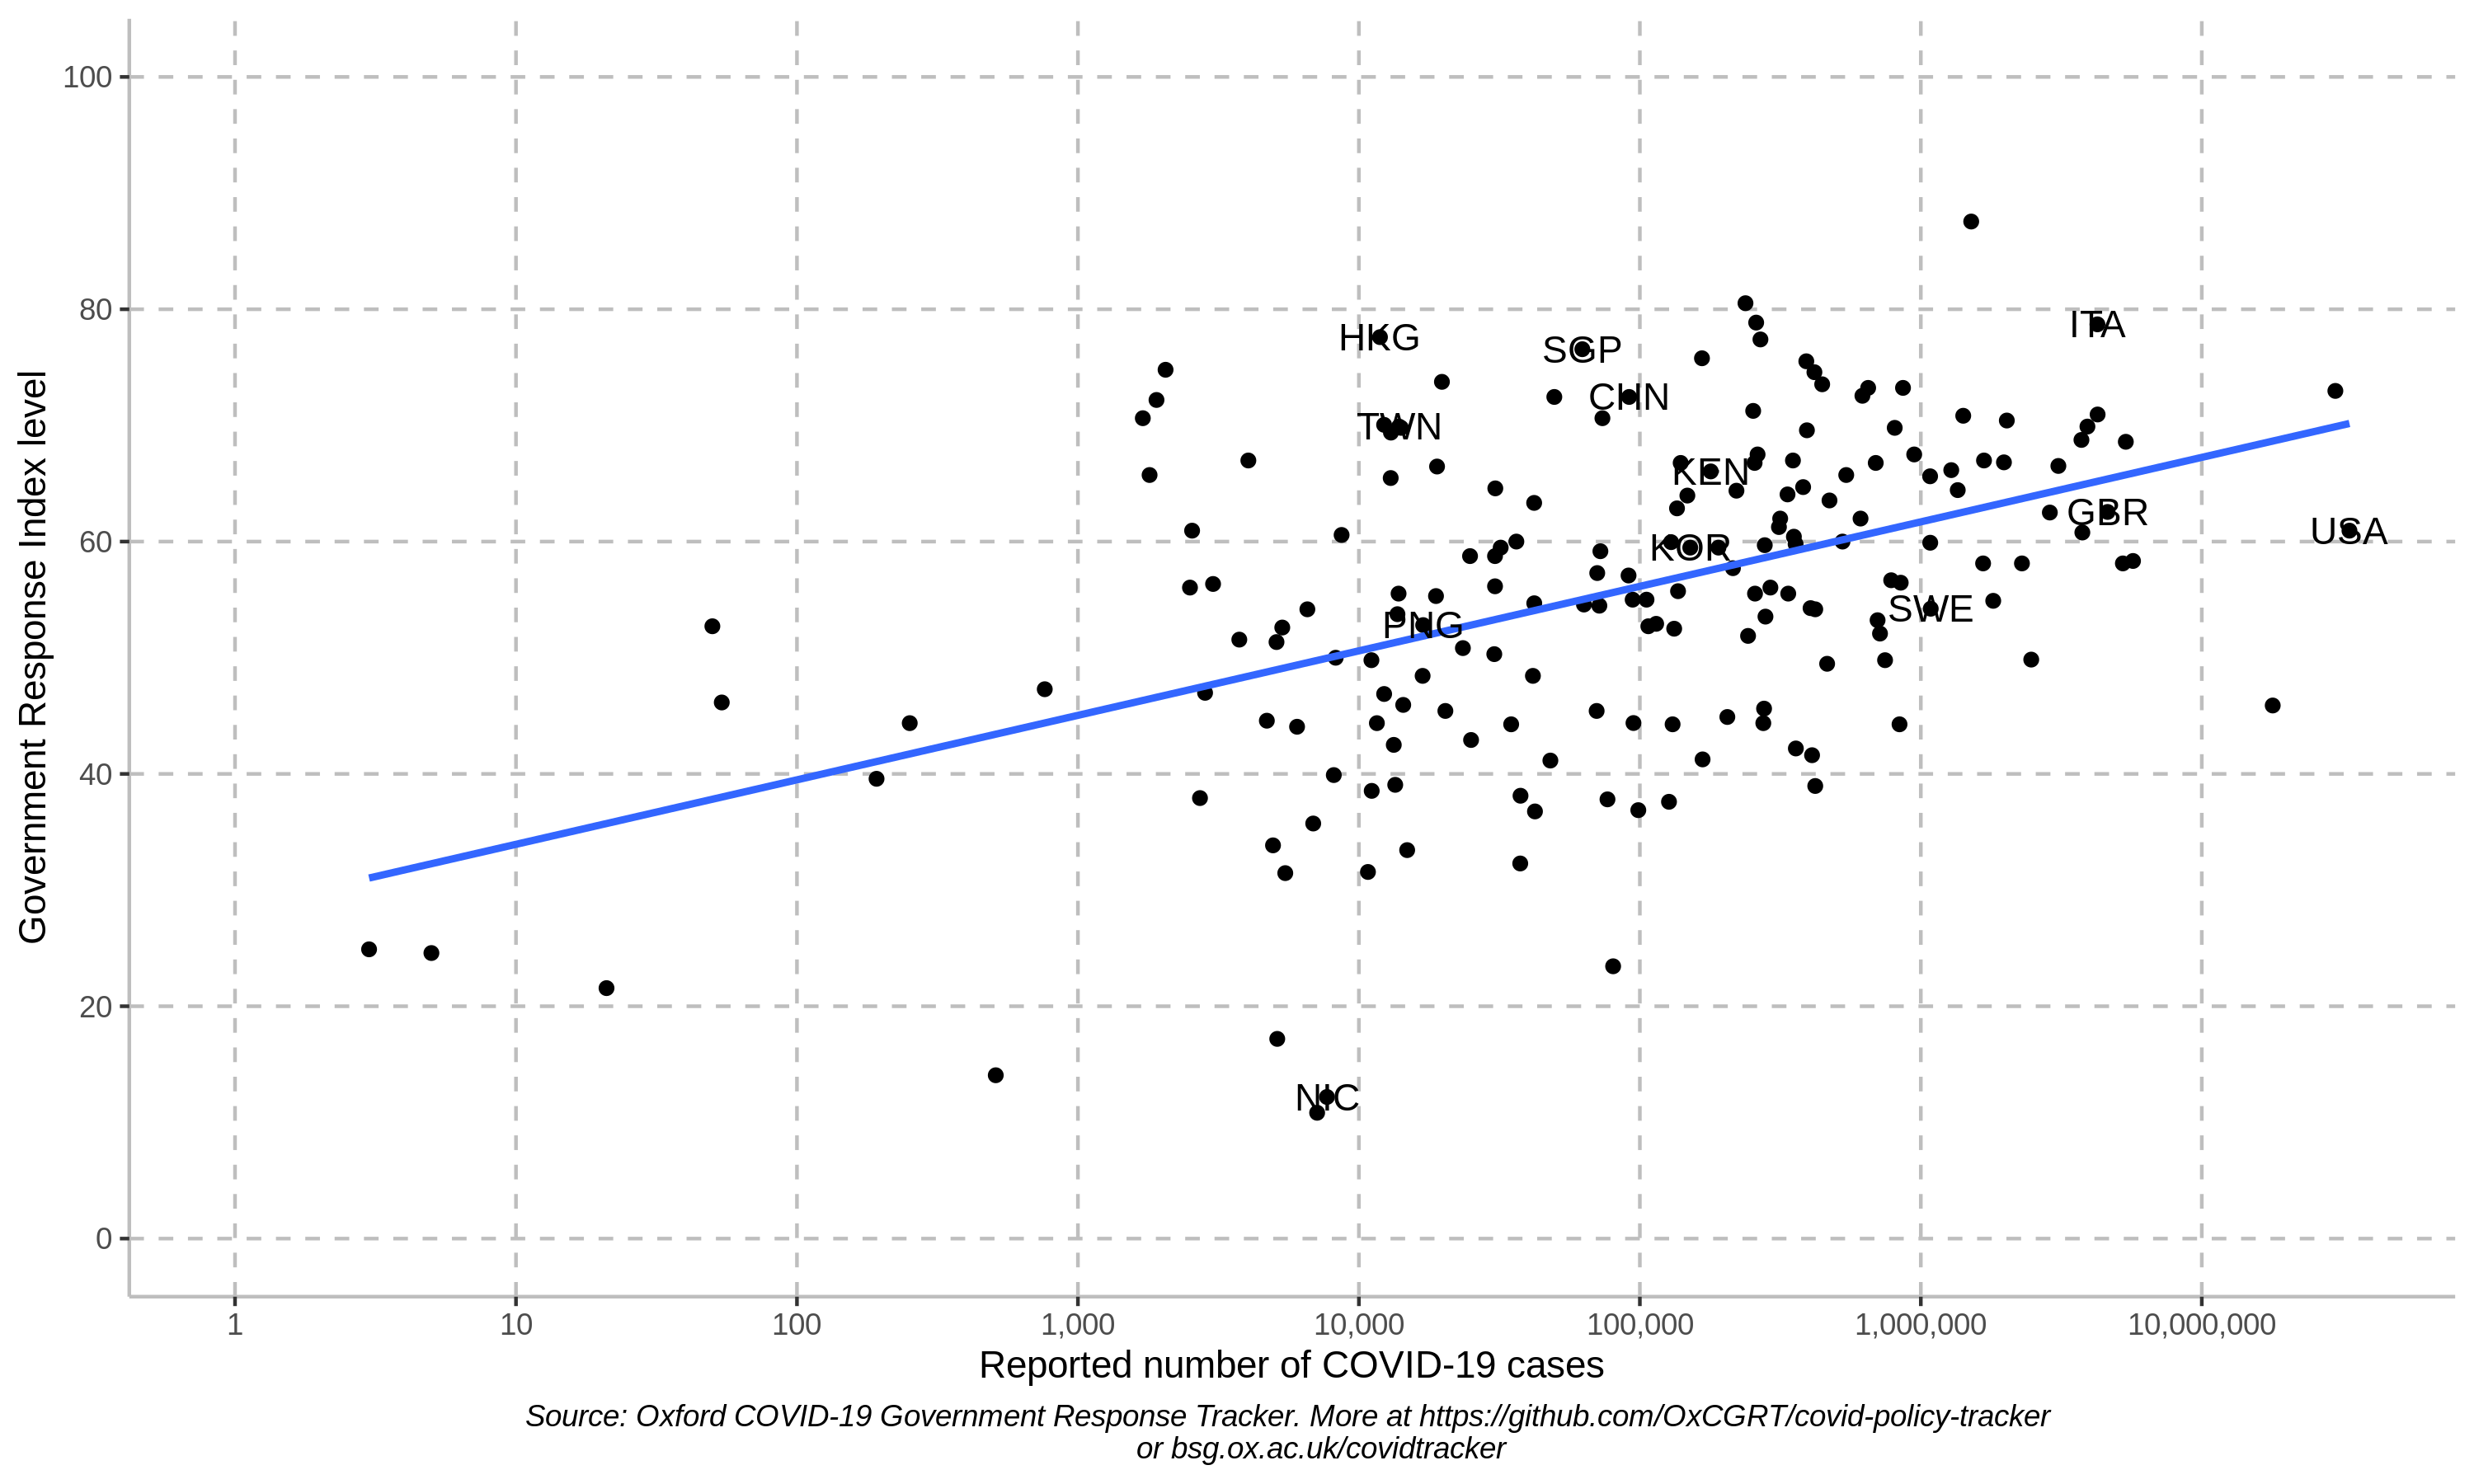 100
80
60
40
20
0
Government Response Index level
HKG
SGP
ITA
CHN
TWN
KEN
GBR
USA
KOR
SWE
PNG
NIC
1
10
100
1,000
10,000
100,000
1,000,000
10,000,000
Reported number of COVID-19 cases
Source: Oxford COVID-19 Government Response Tracker. More at https://github.com/OxCGRT/covid-policy-tracker
or bsg.ox.ac.uk/covidtracker